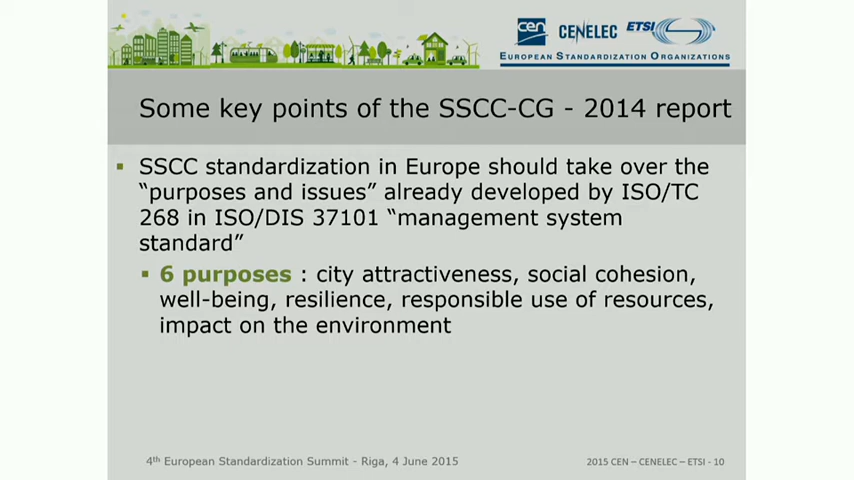 cen
CENELEC
ETSI
EUROPEAN STANDARDIZATION ORGANIZATIONS
Some key points of the SSCC-CG - 2014 report
SSCC standardization in Europe should take over the
“purposes and issues” already developed by ISO/TC
268 in ISO/DIS 37101 “management system
standard”
6 purposes : city attractiveness, social cohesion,
well-being, resilience, responsible use of resources,
impact on the environment
4th European Standardization Summit - Riga, 4 June 2015
2015 CEN – CENELEC – ETSI - 10